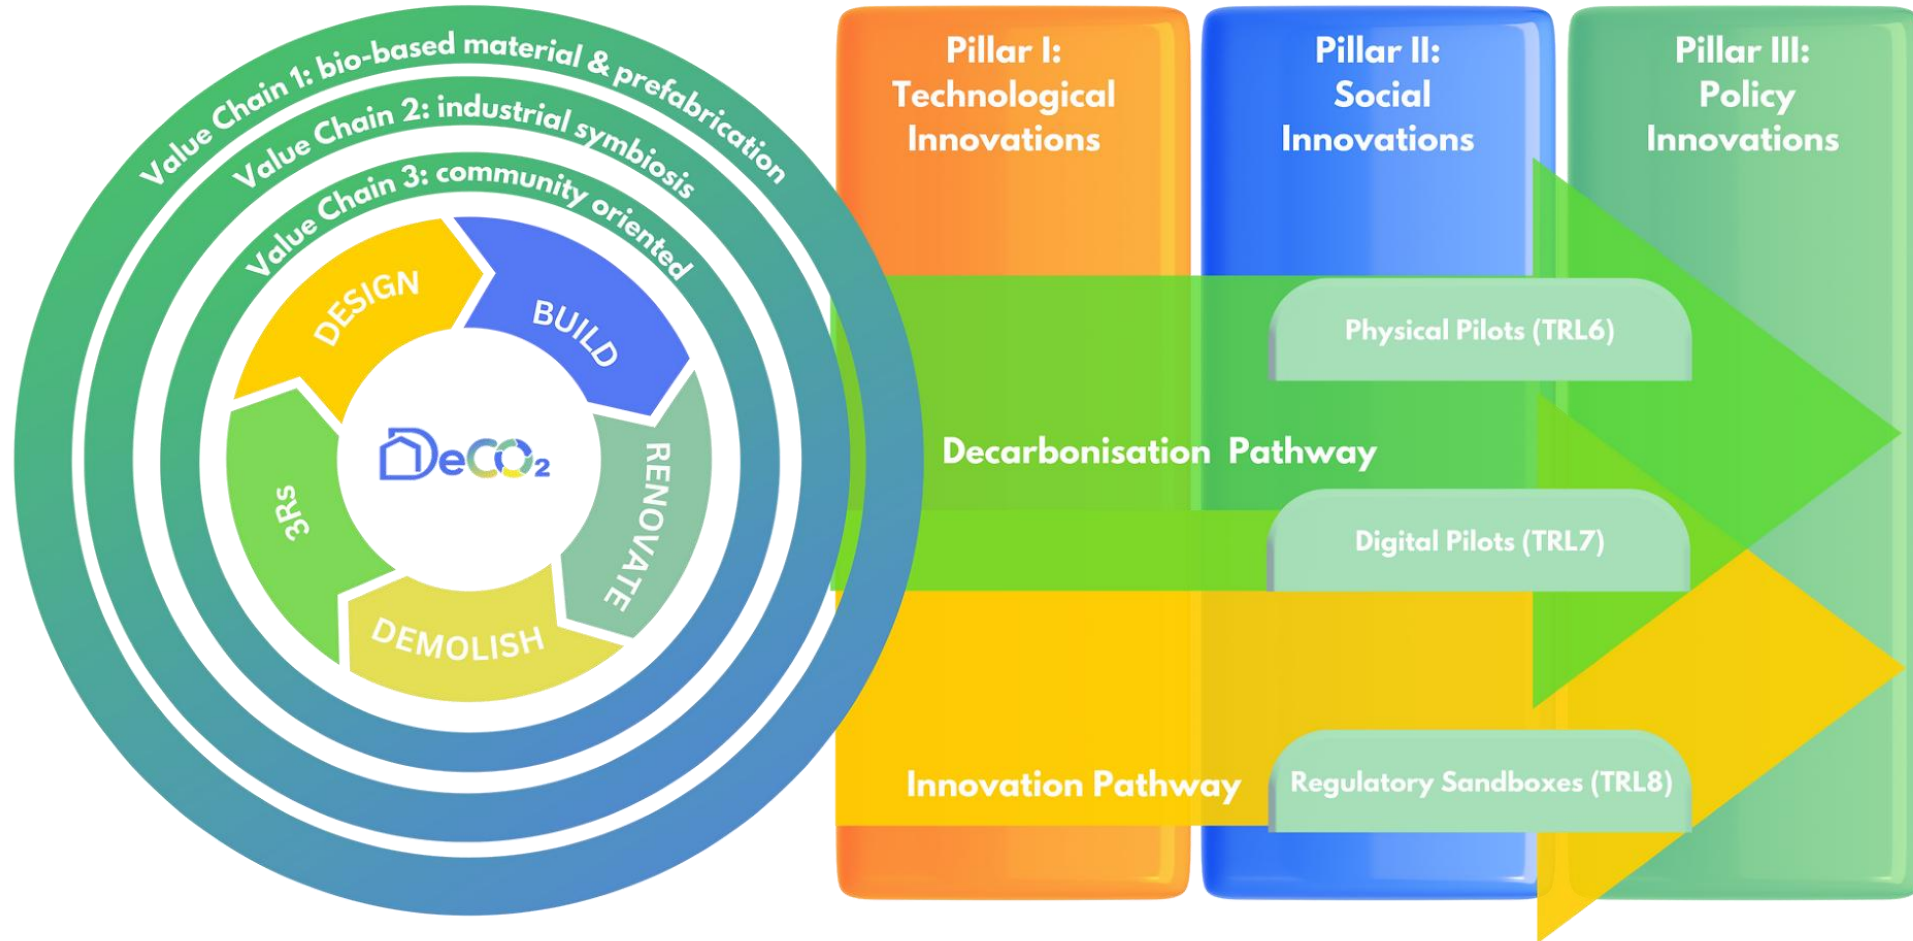 Value Chain 1: bio-based material & prefabrication
Value Chain 2: industrial symbiosis
Value Chain 3: community oriented
DESIGN
BUILD
RENOVATE
DEMOLISH
3Rs
DeCO2
Pillar I:
Technological
Innovations
Pillar II:
Social
Innovations
Pillar III:
Policy
Innovations
Physical Pilots (TRL6)
Decarbonisation Pathway
Digital Pilots (TRL7)
Innovation Pathway
Regulatory Sandboxes (TRL8)